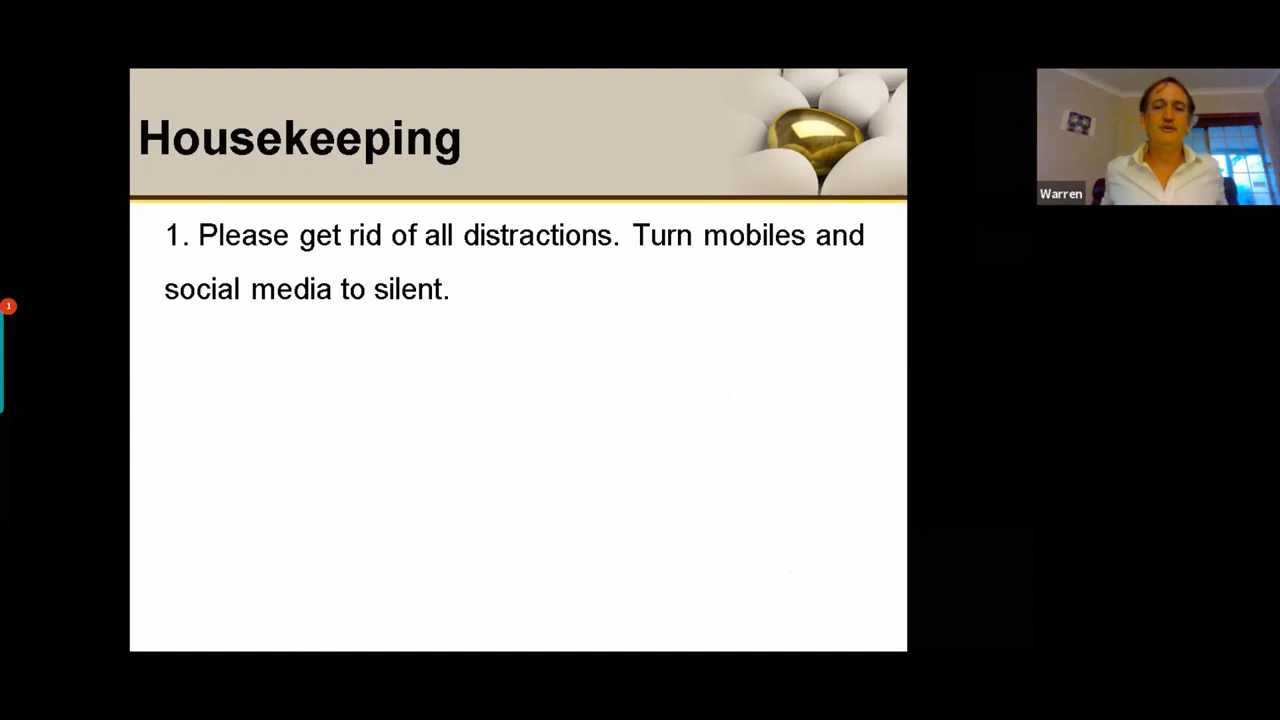 Housekeeping
1. Please get rid of all distractions. Turn mobiles and
social media to silent.
Warren
1